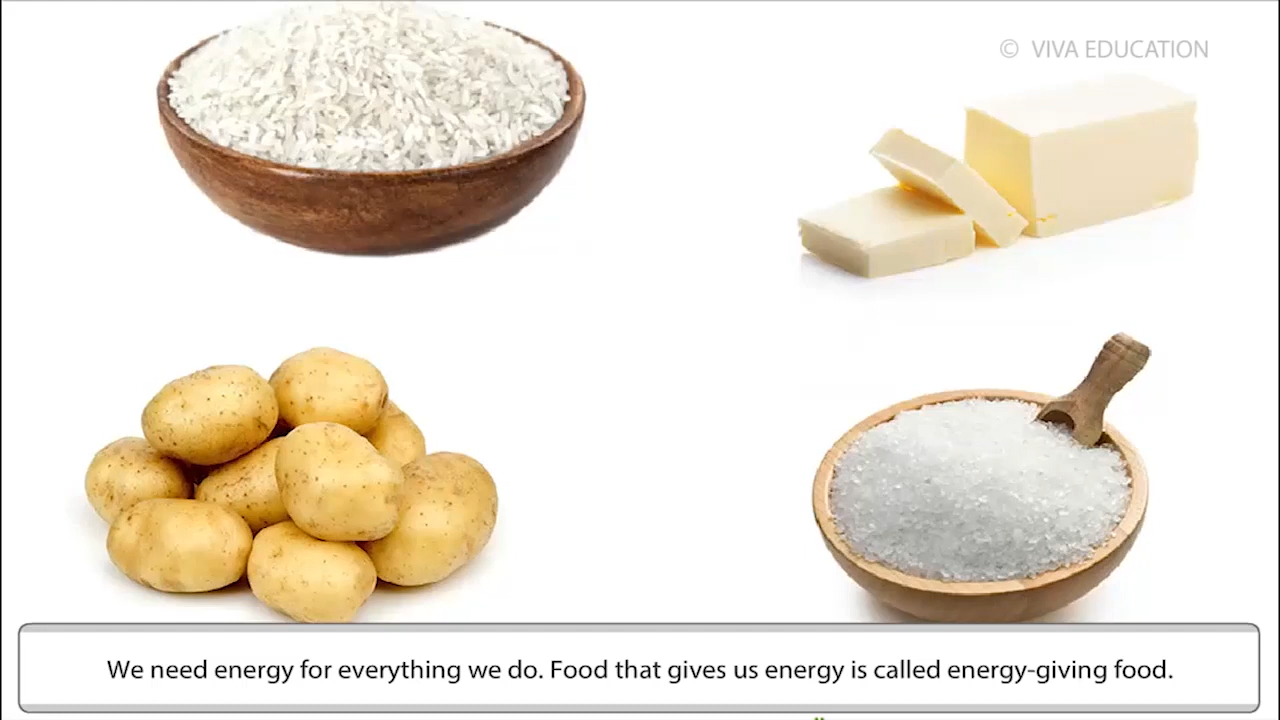 © VIVA EDUCATION
We need energy for everything we do. Food that gives us energy is called energy-giving food.